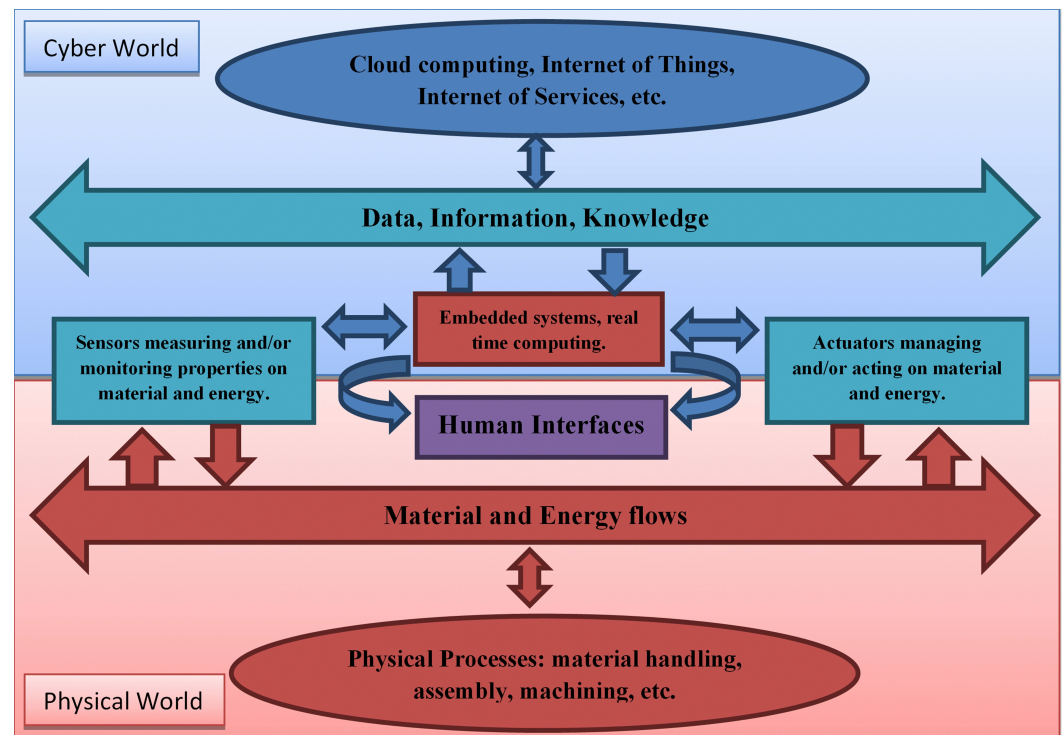 Cyber World
Cloud computing, Internet of Things,
Internet of Services, etc.
Data, Information, Knowledge
Embedded systems, real
time computing.
Sensors measuring and/or
monitoring properties on
material and energy.
Actuators managing
and/or acting on material
and energy.
Human Interfaces
Material and Energy flows
Physical Processes: material handling,
assembly, machining, etc.
Physical World